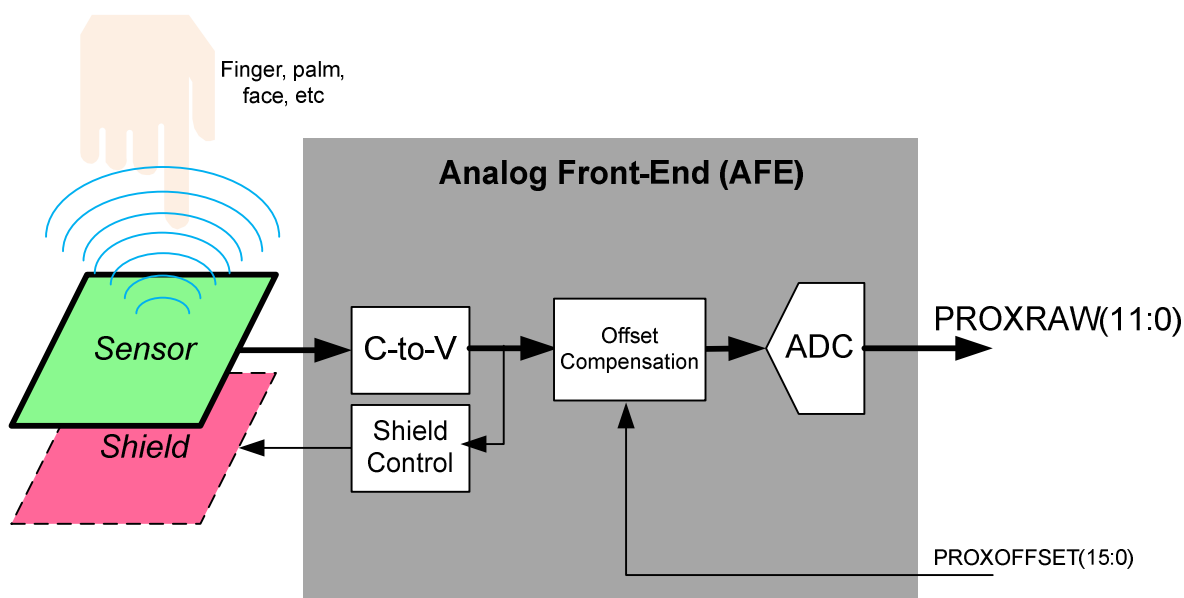 Finger, palm,
face, etc
Analog Front-End (AFE)
Sensor
C-to-V
Offset
Compensation
ADC
PROXRAW(11:0)
Shield
Shield
Control
PROXOFFSET(15:0)